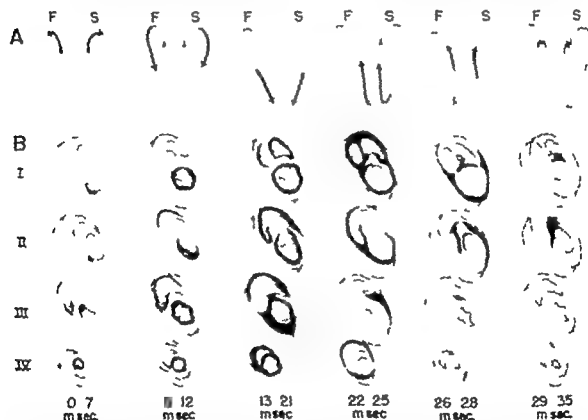 F S F S F S F S F S F S
A
B
I
II
III
IV
0 7 12 13 21 22 25 26 28 29 35
msec. msec msec. msec. msec. msec.